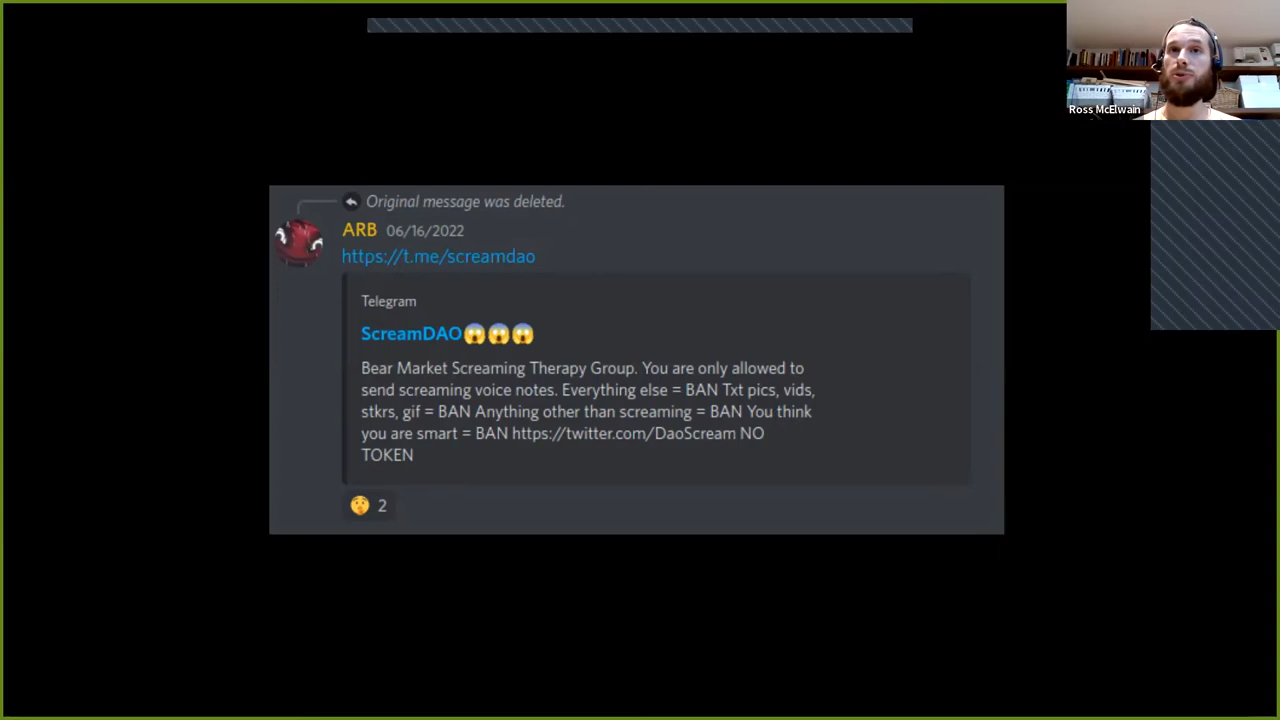 Ross McElwain
Original message was deleted.
ARB 06/16/2022
https://t.me/screamdao
Telegram
ScreamDAO😱😱😱
Bear Market Screaming Therapy Group. You are only allowed to
send screaming voice notes. Everything else = BAN Txt pics, vids,
stkrs, gif = BAN Anything other than screaming = BAN You think
you are smart = BAN https://twitter.com/DaoScream NO
TOKEN
2